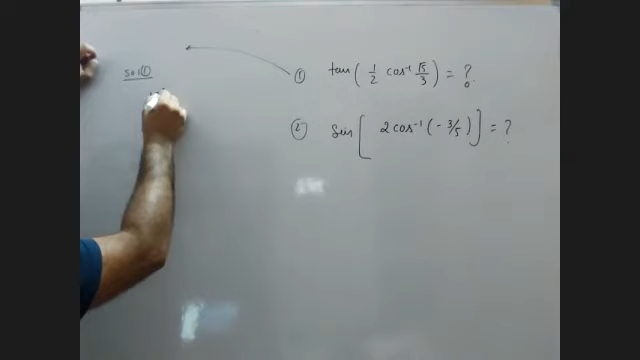 Sol①
① tan( 1/2 cos⁻¹ √5/3 ) = ?
② Sin[ 2cos⁻¹(-3/5) ] = ?